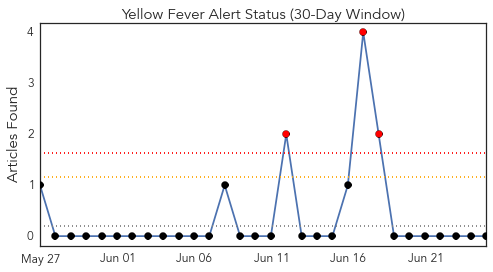 Yellow Fever Alert Status (30-Day Window)
Articles Found
4
3
2
1
0
May 27
Jun 01
Jun 06
Jun 11
Jun 16
Jun 21